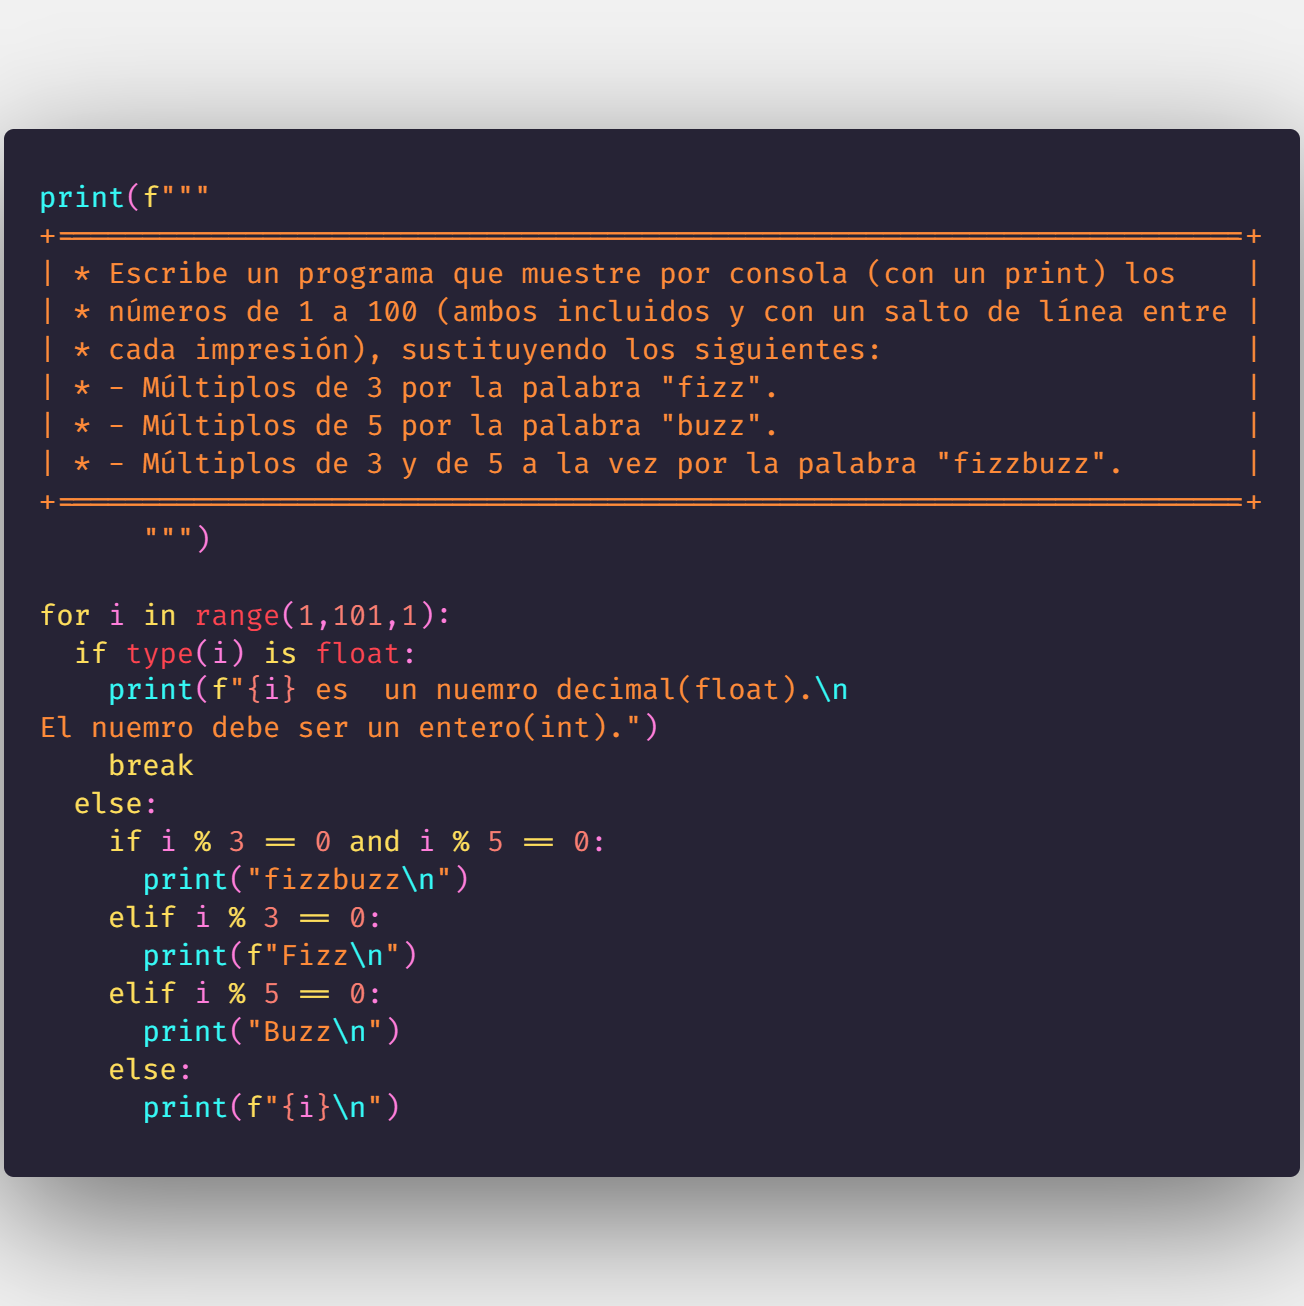 print(f"""
+=====================================================================+
| * Escribe un programa que muestre por consola (con un print) los    |
| * números de 1 a 100 (ambos incluidos y con un salto de línea entre |
| * cada impresión), sustituyendo los siguientes:                     |
| * - Múltiplos de 3 por la palabra "fizz".                           |
| * - Múltiplos de 5 por la palabra "buzz".                           |
| * - Múltiplos de 3 y de 5 a la vez por la palabra "fizzbuzz".       |
+=====================================================================+
      """)

for i in range(1,101,1):
  if type(i) is float:
    print(f"{i} es  un nuemro decimal(float).\n
El nuemro debe ser un entero(int).")
    break
  else:
    if i % 3 == 0 and i % 5 == 0:
      print("fizzbuzz\n")
    elif i % 3 == 0:
      print(f"Fizz\n")
    elif i % 5 == 0:
      print("Buzz\n")
    else:
      print(f"{i}\n")